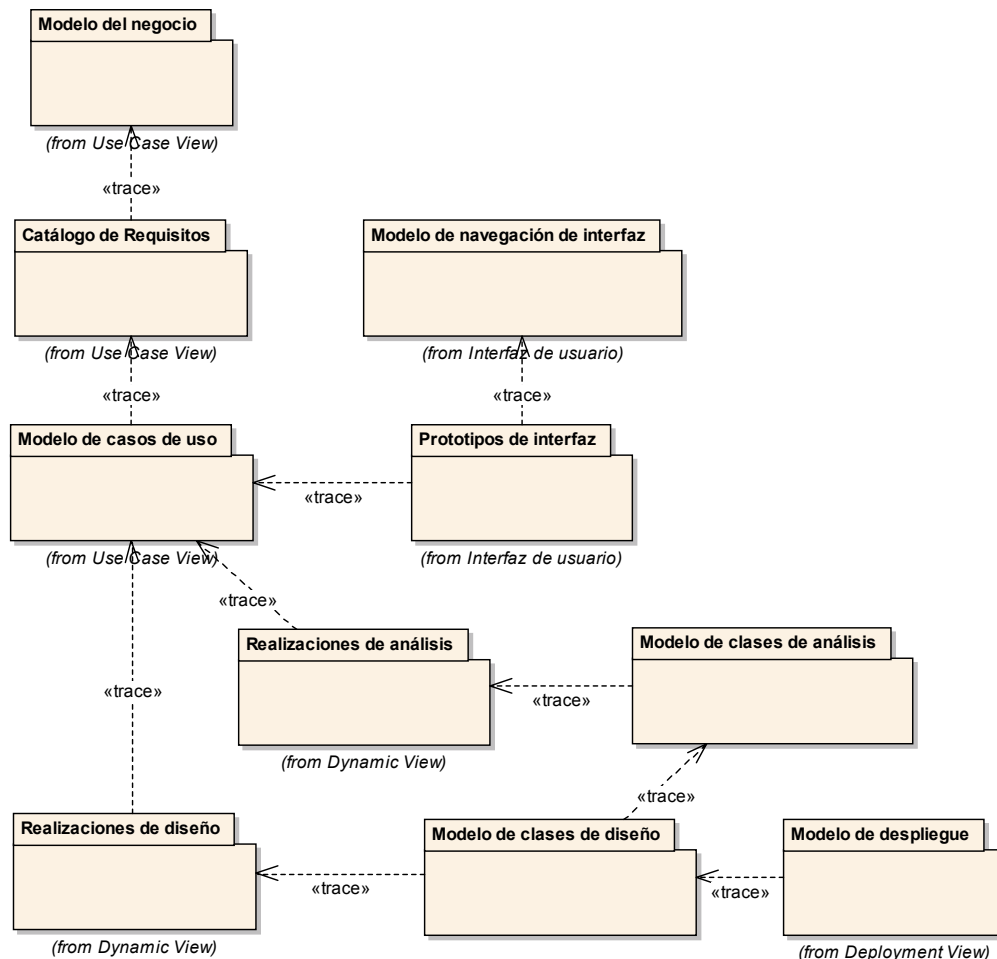 Modelo del negocio
(from Use Case View)
«trace»
Catálogo de Requisitos
Modelo de navegación de interfaz
(from Use Case View)
(from Interfaz de usuario)
«trace»
«trace»
Modelo de casos de uso
Prototipos de interfaz
«trace»
(from Use Case View)
(from Interfaz de usuario)
«trace»
Realizaciones de análisis
Modelo de clases de análisis
«trace»
«trace»
(from Dynamic View)
«trace»
Realizaciones de diseño
Modelo de clases de diseño
Modelo de despliegue
«trace»
«trace»
(from Dynamic View)
(from Deployment View)